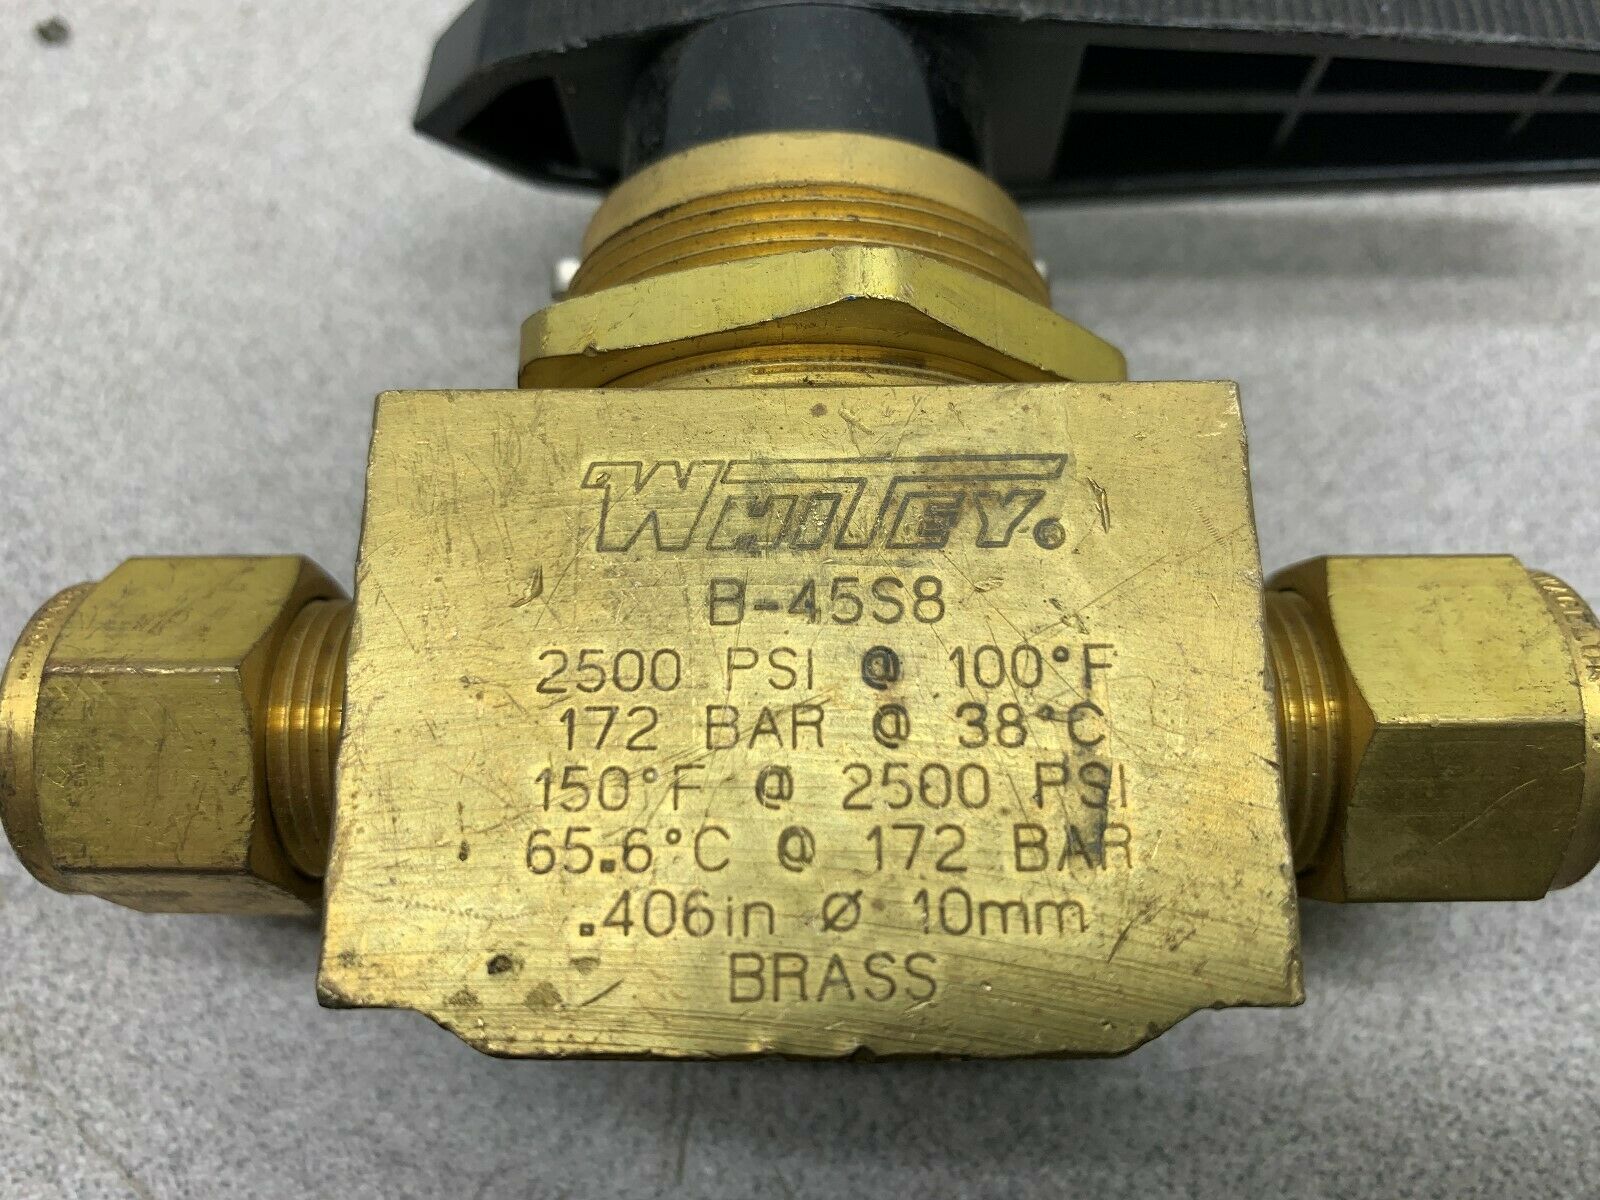 WHITEY®
B-45S8
2500 PSI @ 100°F
172 BAR @ 38°C
150°F @ 2500 PSI
65.6°C @ 172 BAR
.406in Ø 10mm
BRASS